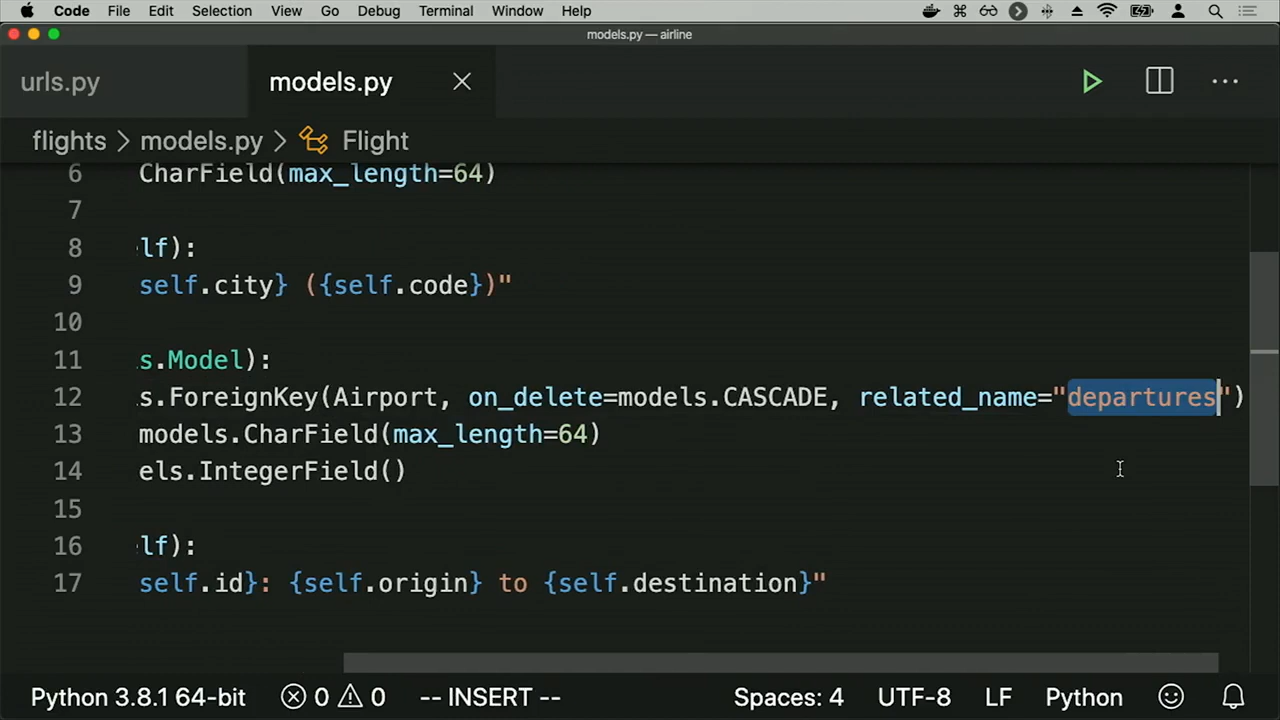 Code File Edit Selection View Go Debug Terminal Window Help
models.py — airline
urls.py models.py
flights > models.py > Flight
6 CharField(max_length=64)
7
8 lf):
9 self.city} ({self.code})"
10
11 s.Model):
12 s.ForeignKey(Airport, on_delete=models.CASCADE, related_name="departures")
13 models.CharField(max_length=64)
14 els.IntegerField()
15
16 lf):
17 self.id}: {self.origin} to {self.destination}"
Python 3.8.1 64-bit 0 0 -- INSERT -- Spaces: 4 UTF-8 LF Python